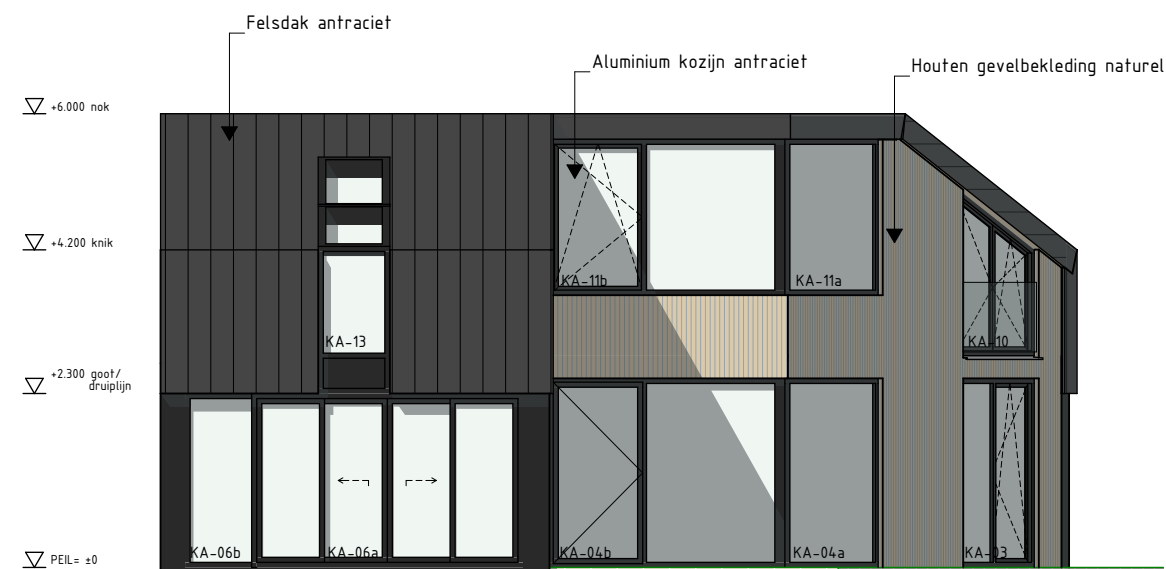 Felsdak antraciet
Aluminium kozijn antraciet
Houten gevelbekleding naturel
+6.000 nok
+4.200 knik
KA-11b
KA-11a
KA-13
KA-10
+2.300 goot/
druiplijn
KA-06b
KA-06a
KA-04b
KA-04a
KA-03
PEIL= ±0